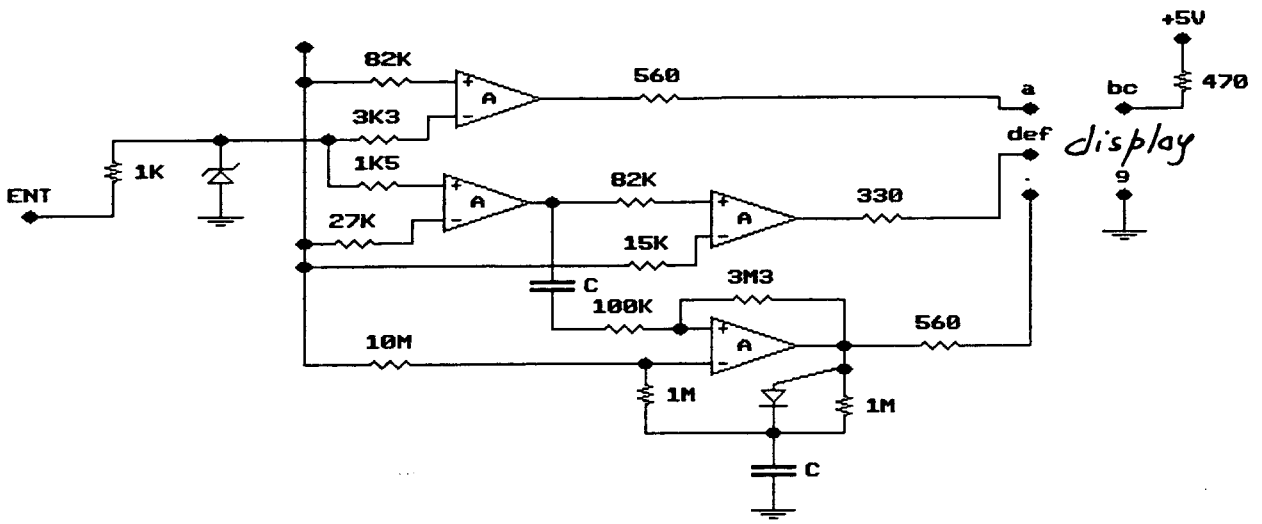 +5V
82K
560
470
a
bc
A
3K3
def
display
1K
1K5
.
g
ENT
A
82K
330
27K
A
15K
C
3M3
100K
560
10M
A
1M
1M
C